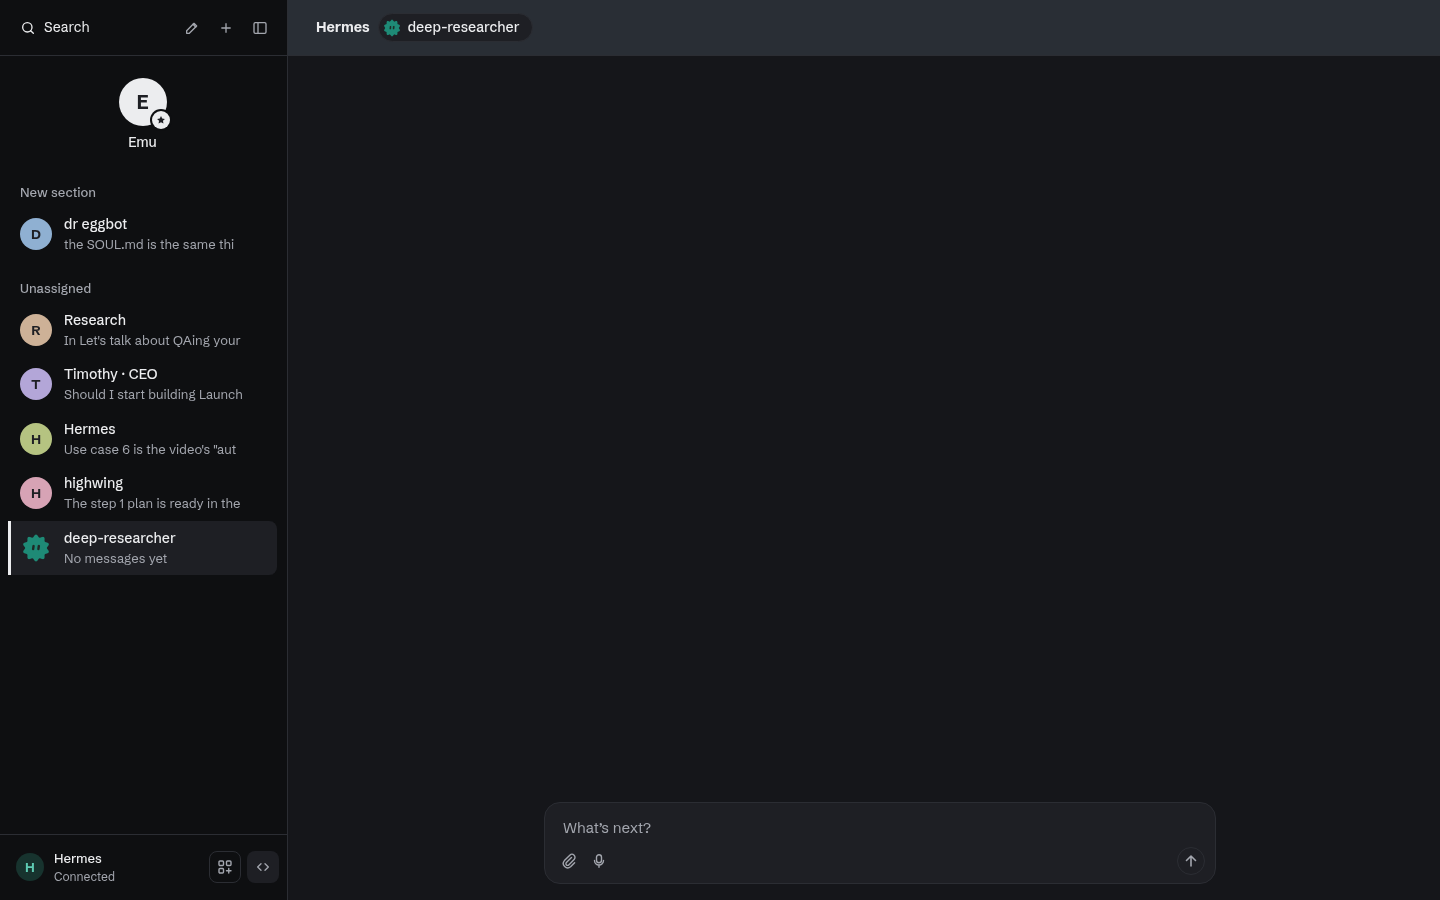 Search
Hermes
deep-researcher
E
Emu
New section
D
dr eggbot
the SOUL.md is the same thi
Unassigned
R
Research
In Let's talk about QAing your
T
Timothy · CEO
Should I start building Launch
H
Hermes
Use case 6 is the video's "aut
H
highwing
The step 1 plan is ready in the
deep-researcher
No messages yet
What's next?
H
Hermes
Connected